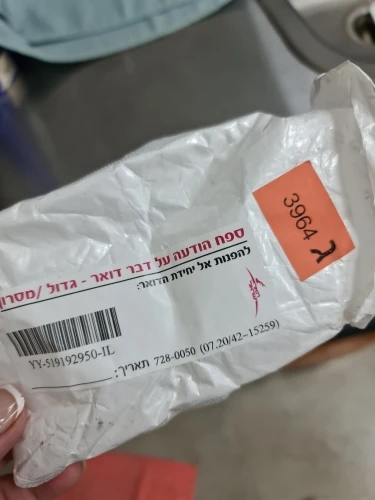 3964
ג
ספח הודעה על דבר דואר - גדול /מסרון
להפנות אל יחידת הדואר:
YY-519192950-IL
728-0050 (07.20/42-15259) תאריך: